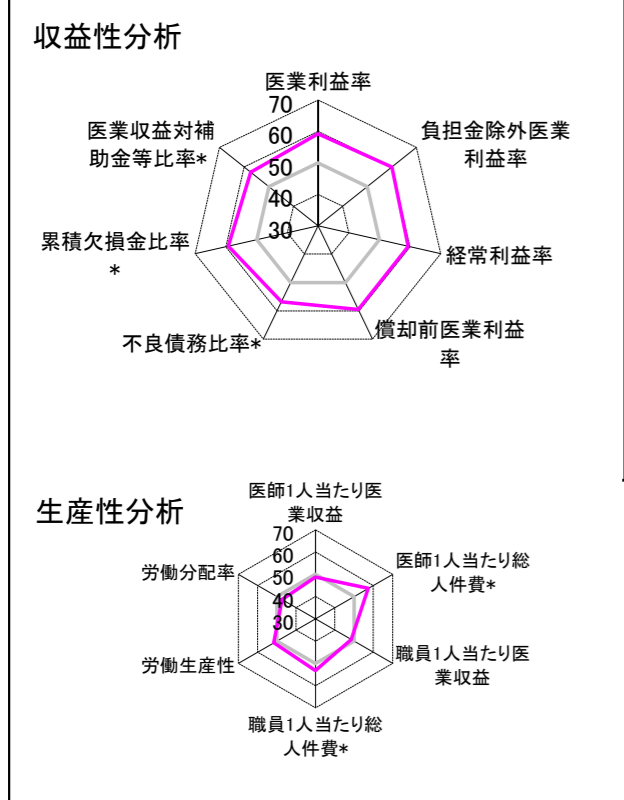 収益性分析
医業利益率
70
60
50
40
30
負担金除外医業
利益率
経常利益率
償却前医業利益
率
不良債務比率*
累積欠損金比率
*
医業収益対補
助金等比率*
生産性分析
医師1人当たり医
業収益
70
60
50
40
30
医師1人当たり総
人件費*
職員1人当たり医
業収益
職員1人当たり総
人件費*
労働生産性
労働分配率